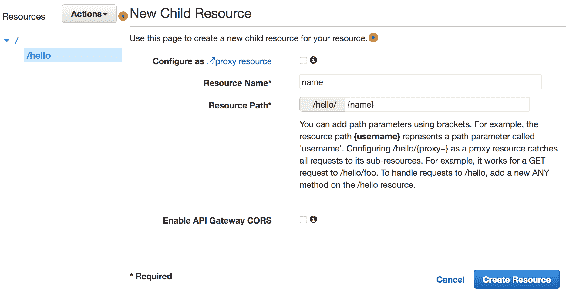 Resources
Actions
New Child Resource
/
/hello
Use this page to create a new child resource for your resource.
Configure as proxy resource
Resource Name*
name
Resource Path*
/hello/
{name}
You can add path parameters using brackets. For example, the
resource path {username} represents a path parameter called
'username'. Configuring /hello/{proxy+} as a proxy resource catches
all requests to its sub-resources. For example, it works for a GET
request to /hello/foo. To handle requests to /hello, add a new ANY
method on the /hello resource.
Enable API Gateway CORS
* Required
Cancel
Create Resource